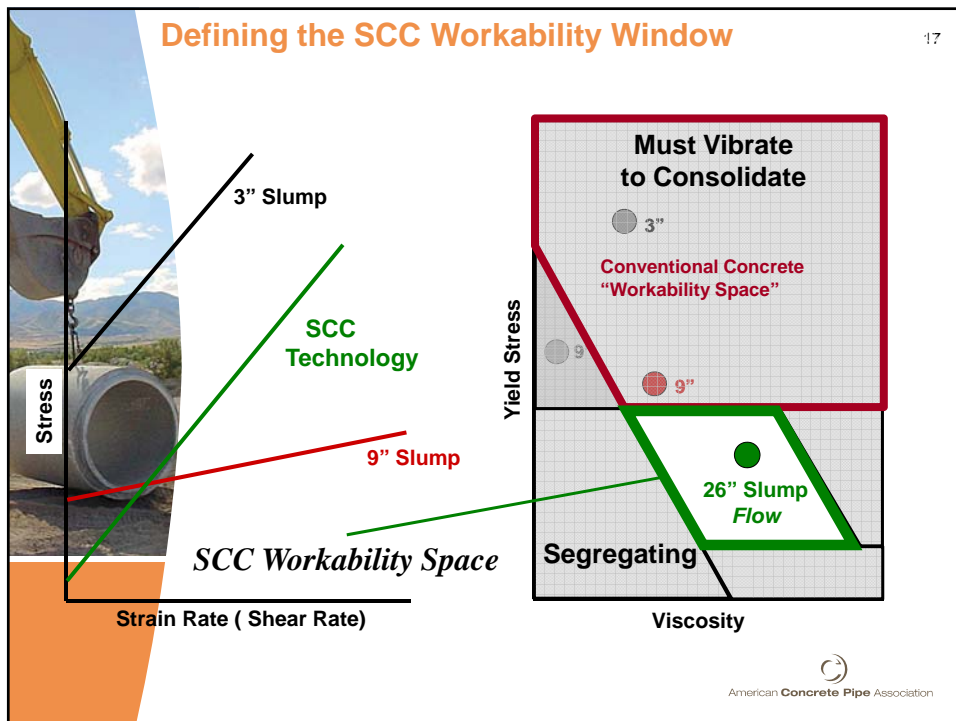 Defining the SCC Workability Window
17
3” Slump
SCC
Technology
9” Slump
Stress
Strain Rate ( Shear Rate)
SCC Workability Space
Must Vibrate
to Consolidate
3”
Conventional Concrete
“Workability Space”
9
9”
26” Slump
Flow
Segregating
Yield Stress
Viscosity
American Concrete Pipe Association